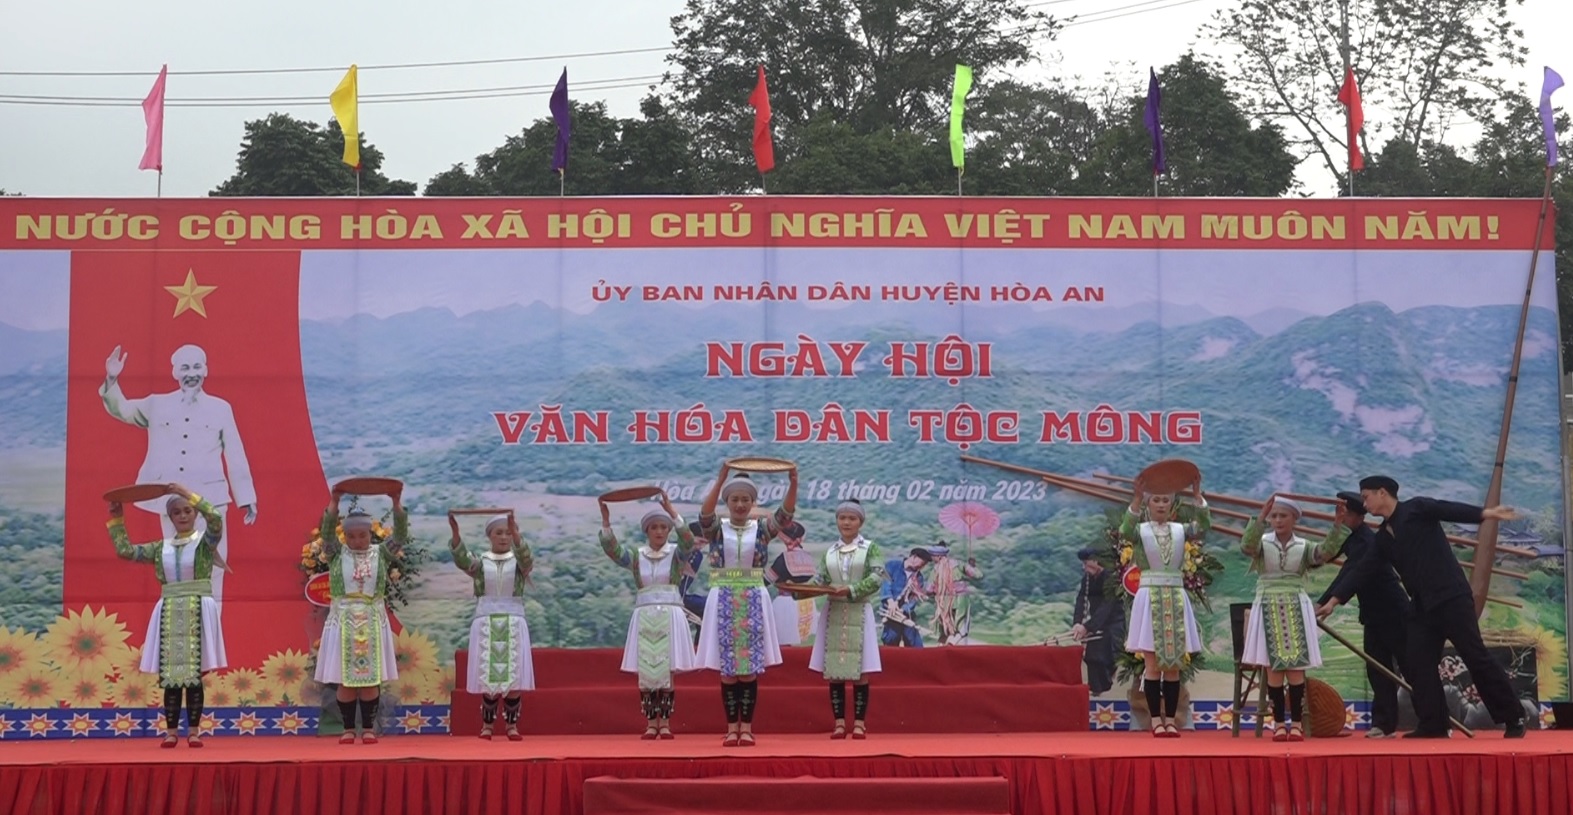 NƯỚC CỘNG HÒA XÃ HỘI CHỦ NGHĨA VIỆT NAM MUÔN NĂM!
ỦY BAN NHÂN DÂN HUYỆN HÒA AN
NGÀY HỘI
VĂN HÓA DÂN TỘC MÔNG
18 tháng 02 năm 2023